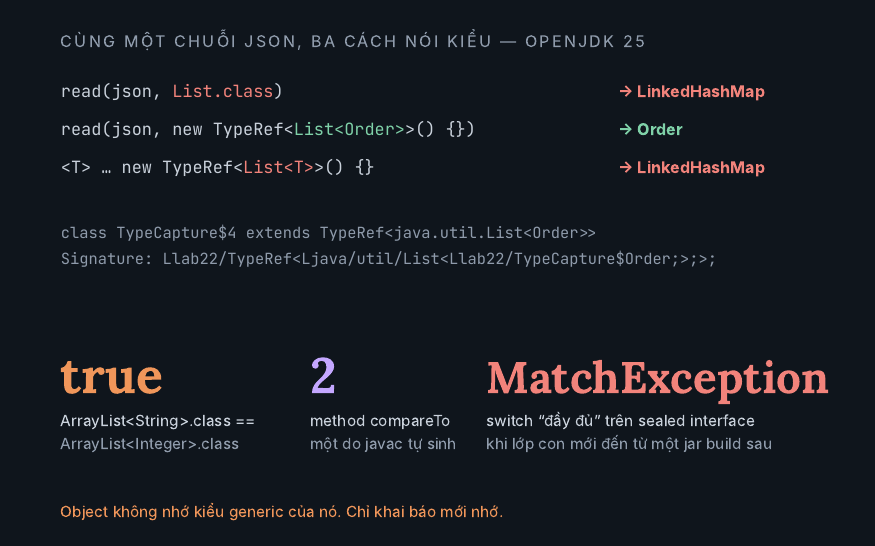 CÙNG MỘT CHUỖI JSON, BA CÁCH NÓI KIỂU — OPENJDK 25
read(json, List.class) → LinkedHashMap
read(json, new TypeRef<List<Order>>() {}) → Order
<T> … new TypeRef<List<T>>() {} → LinkedHashMap
class TypeCapture$4 extends TypeRef<java.util.List<Order>>
Signature: Llab22/TypeRef<Ljava/util/List<Llab22/TypeCapture$Order;>;>;
true
ArrayList<String>.class ==
ArrayList<Integer>.class
2
method compareTo
một do javac tự sinh
MatchException
switch “đầy đủ” trên sealed interface
khi lớp con mới đến từ một jar build sau
Object không nhớ kiểu generic của nó. Chỉ khai báo mới nhớ.